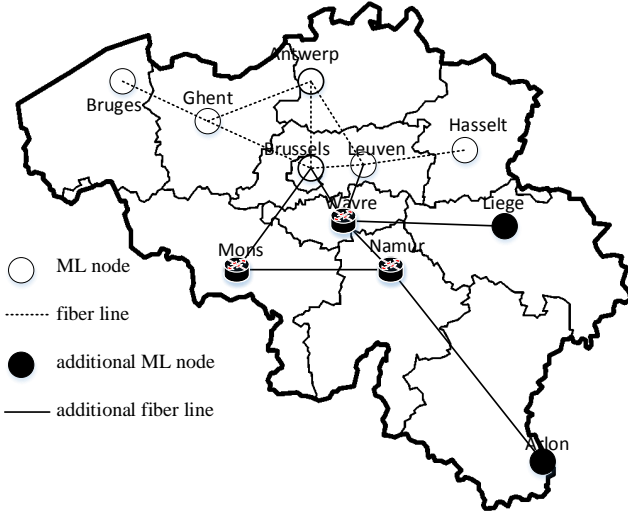 Antwerp
Bruges
Ghent
Hasselt
Brussels
Leuven
Wavre
Liege
Mons
Namur
ML node
fiber line
additional ML node
additional fiber line
Arlon